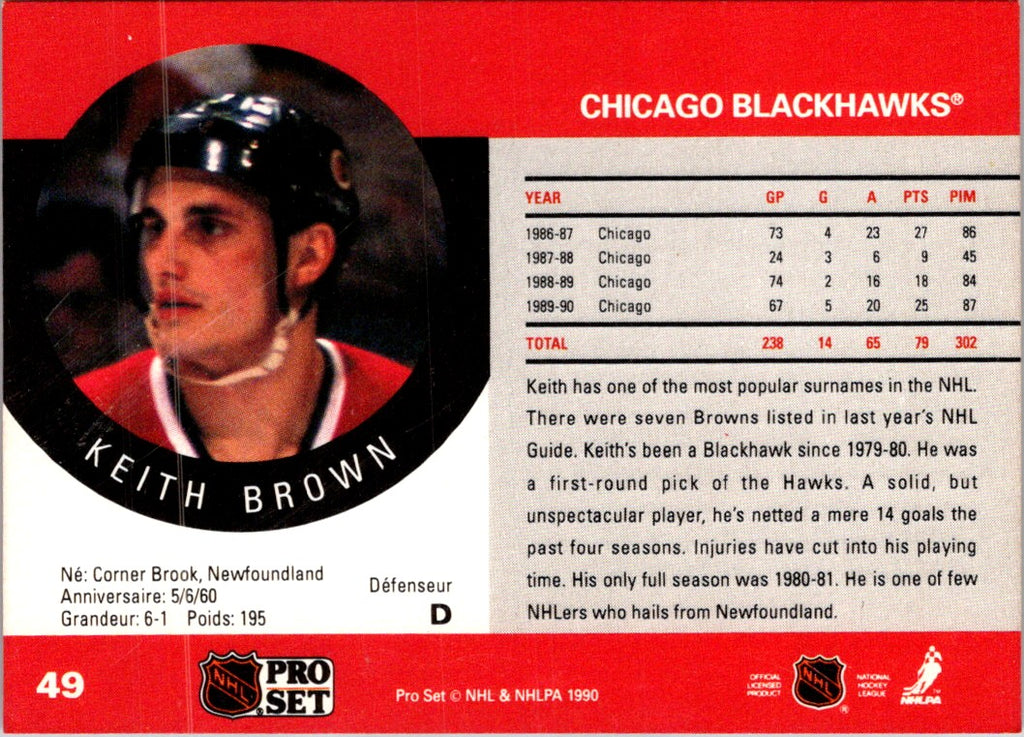 CHICAGO BLACKHAWKS®
YEAR GP G A PTS PIM
1986-87 Chicago 73 4 23 27 86
1987-88 Chicago 24 3 6 9 45
1988-89 Chicago 74 2 16 18 84
1989-90 Chicago 67 5 20 25 87
TOTAL 238 14 65 79 302
Keith has one of the most popular surnames in the NHL.
There were seven Browns listed in last year's NHL
Guide. Keith's been a Blackhawk since 1979-80. He was
a first-round pick of the Hawks. A solid, but
unspectacular player, he's netted a mere 14 goals the
past four seasons. Injuries have cut into his playing
time. His only full season was 1980-81. He is one of few
NHLers who hails from Newfoundland.
KEITH BROWN
Né: Corner Brook, Newfoundland
Anniversaire: 5/6/60
Grandeur: 6-1 Poids: 195
Défenseur
D
49
NHL
PRO
SET
Pro Set © NHL & NHLPA 1990
OFFICIAL
LICENSED
PRODUCT
NHL
®
NATIONAL
HOCKEY
LEAGUE
™
NHLPA